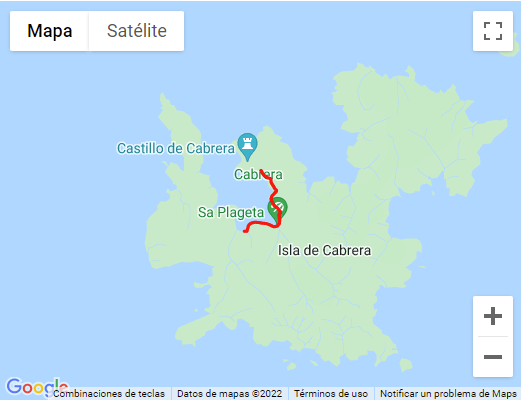 Mapa
Satélite
Castillo de Cabrera
Cabrera
Sa Plageta
Isla de Cabrera
Google
Combinaciones de teclas
Datos de mapas ©2022
Términos de uso
Notificar un problema de Maps